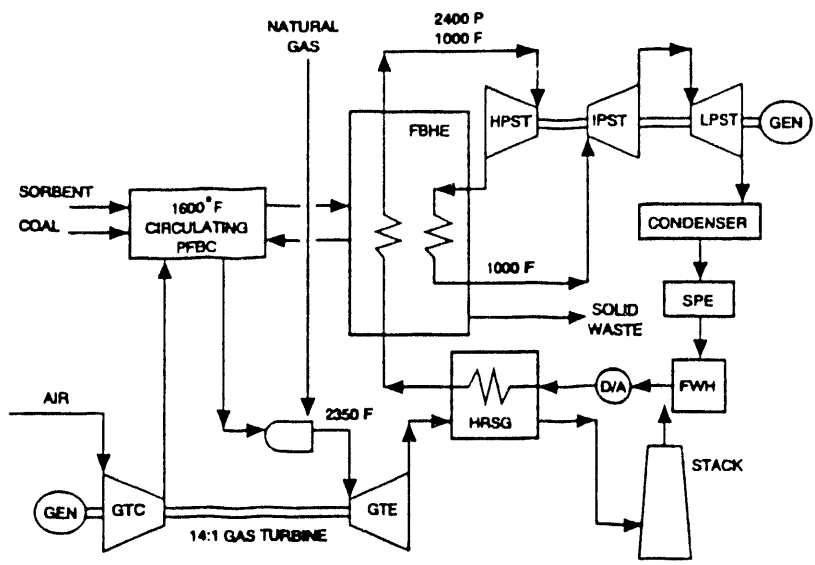 NATURAL
GAS
2400 P
1000 F
FBHE
HPST
IPST
LPST
GEN
SORBENT
COAL
1600°F
CIRCULATING
PFBC
CONDENSER
1000 F
SPE
SOLID
WASTE
D/A
FWH
HRSG
AIR
2350 F
STACK
GEN
GTC
GTE
14:1 GAS TURBINE